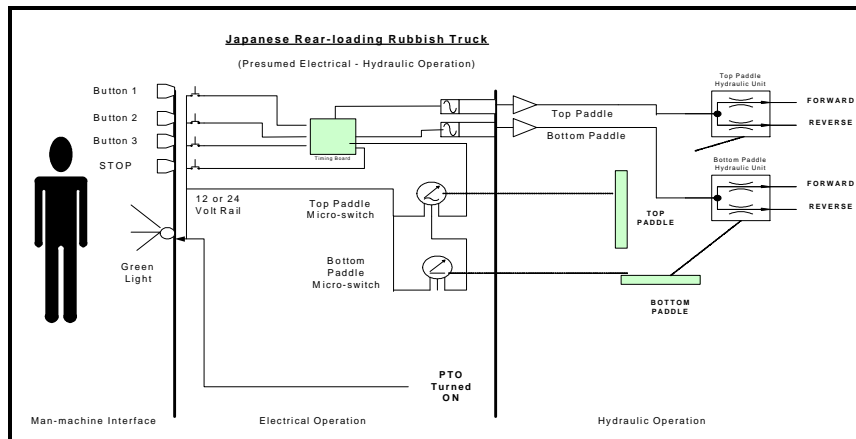 Japanese Rear-loading Rubbish Truck
(Presumed Electrical - Hydraulic Operation)
Button 1
Button 2
Button 3
STOP
12 or 24
Volt Rail
Green
Light
Timing Board
Top Paddle
Micro-switch
Bottom
Paddle
Micro-switch
PTO
Turned
ON
Top Paddle
Bottom Paddle
Top Paddle
Hydraulic Unit
FORWARD
REVERSE
Bottom Paddle
Hydraulic Unit
FORWARD
REVERSE
TOP
PADDLE
BOTTOM
PADDLE
Man-machine Interface
Electrical Operation
Hydraulic Operation